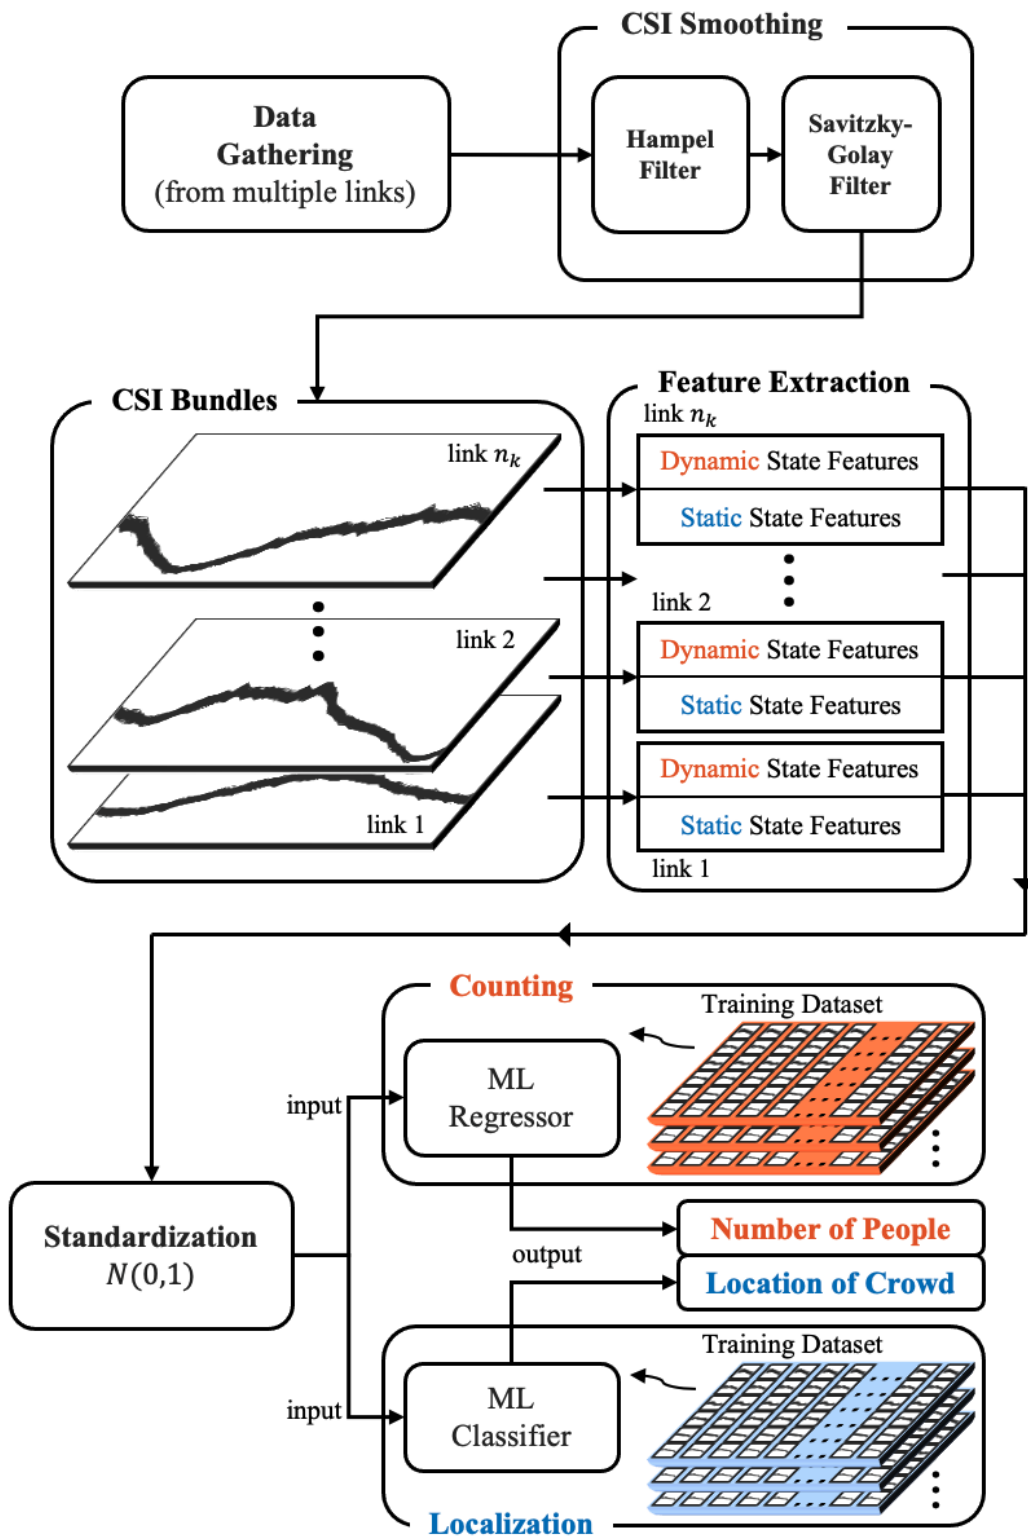 CSI Smoothing
Data
Gathering
(from multiple links)
Hampel
Filter
Savitzky-
Golay
Filter
CSI Bundles
link n_k
link 2
link 1
Feature Extraction
link n_k
Dynamic State Features
Static State Features
link 2
Dynamic State Features
Static State Features
Dynamic State Features
Static State Features
link 1
Counting
Training Dataset
ML
Regressor
input
Standardization
N(0,1)
Number of People
output
Location of Crowd
Training Dataset
ML
Classifier
input
Localization